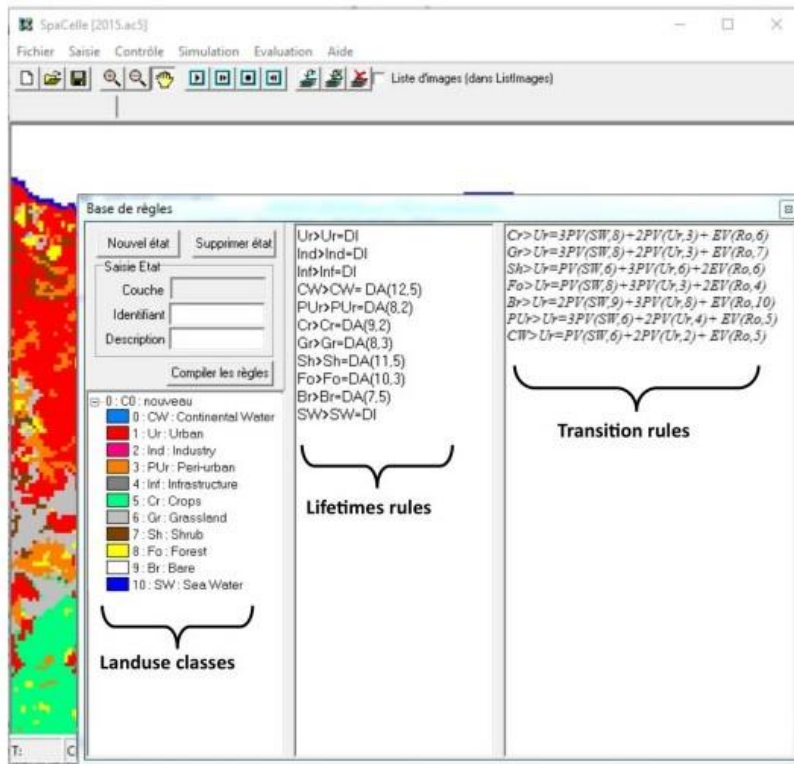 SpaCelle [2015.ac5]
Fichier Saisie Contrôle Simulation Evaluation Aide
Liste d'images (dans ListImages)
Base de règles
Nouvel état Supprimer état
Saisie Etat
Couche
Identifiant
Description
Compiler les règles
0 : C0 : nouveau
0 : CW : Continental Water
1 : Ur : Urban
2 : Ind : Industry
3 : PUr : Peri-urban
4 : Inf : Infrastructure
5 : Cr : Crops
6 : Gr : Grassland
7 : Sh : Shrub
8 : Fo : Forest
9 : Br : Bare
10 : SW : Sea Water
Landuse classes
Ur>Ur=DI
Ind>Ind=DI
Inf>Inf=DI
CW>CW= DA(12,5)
PUr>PUr=DA(8,2)
Cr>Cr=DA(9,2)
Gr>Gr=DA(8,3)
Sh>Sh=DA(11,5)
Fo>Fo=DA(10,3)
Br>Br=DA(7,5)
SW>SW=DI
Lifetimes rules
Cr>Ur=3PV(SW,8)+2PV(Ur,3)+ EV(Ro,6)
Gr>Ur=3PV(SW,8)+2PV(Ur,3)+ EV(Ro,7)
Sh>Ur=PV(SW,6)+3PV(Ur,6)+2EV(Ro,6)
Fo>Ur=PV(SW,8)+3PV(Ur,3)+2EV(Ro,4)
Br>Ur=2PV(SW,9)+3PV(Ur,8)+ EV(Ro,10)
PUr>Ur=3PV(SW,6)+2PV(Ur,4)+ EV(Ro,5)
CW>Ur=PV(SW,6)+2PV(Ur,2)+ EV(Ro,5)
Transition rules
T: C